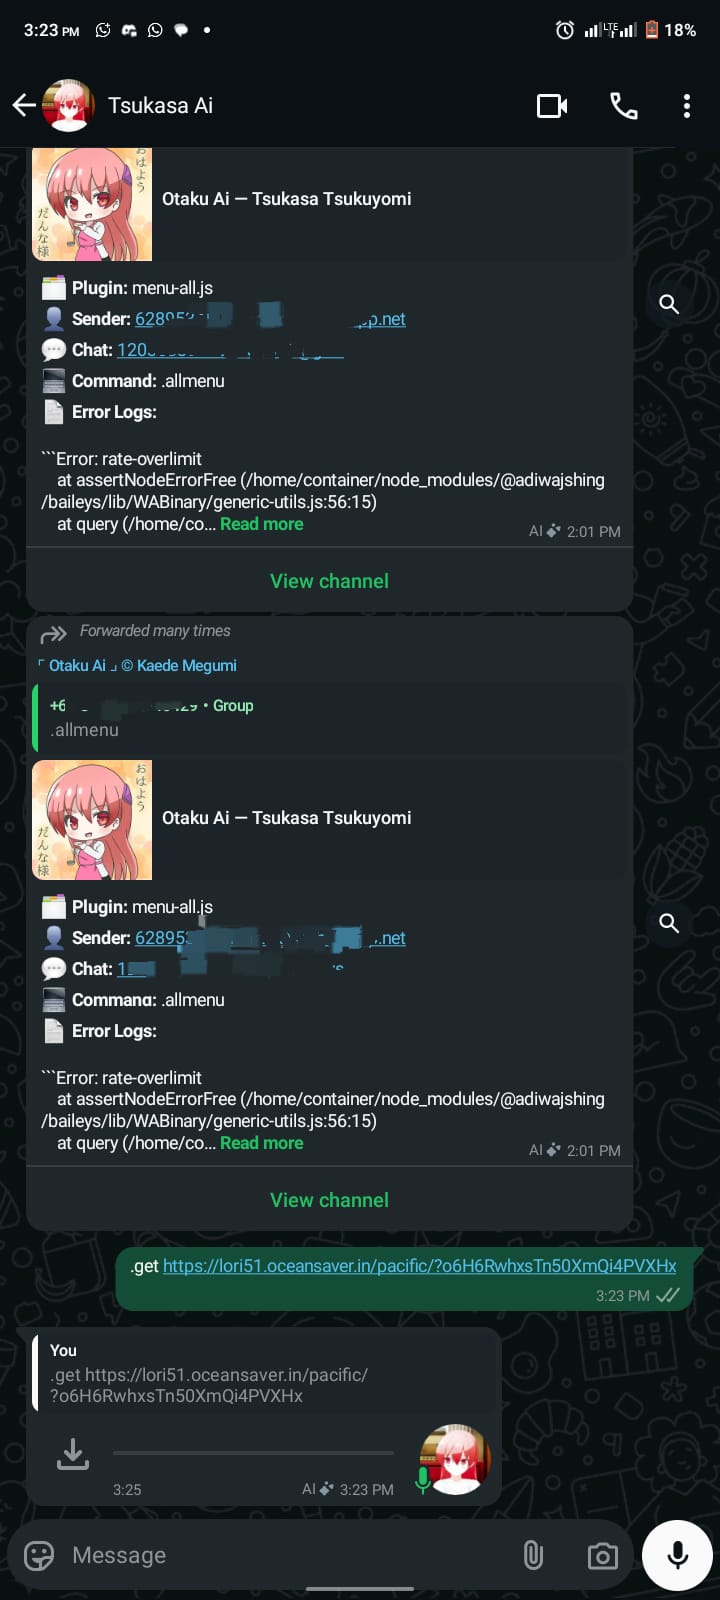 3:23 PM
LTE
18%
Tsukasa Ai
おはよう
だんな様
Otaku Ai — Tsukasa Tsukuyomi
Plugin: menu-all.js
Sender: 62895 p.net
Chat: 120
Command: .allmenu
Error Logs:
```Error: rate-overlimit
at assertNodeErrorFree (/home/container/node_modules/@adiwajshing
/baileys/lib/WABinary/generic-utils.js:56:15)
at query (/home/co... Read more
AI 2:01 PM
View channel
Forwarded many times
「 Otaku Ai 」 © Kaede Megumi
+6 29 • Group
.allmenu
おはよう
だんな様
Otaku Ai — Tsukasa Tsukuyomi
Plugin: menu-all.js
Sender: 62895 .net
Chat: 1
Command: .allmenu
Error Logs:
```Error: rate-overlimit
at assertNodeErrorFree (/home/container/node_modules/@adiwajshing
/baileys/lib/WABinary/generic-utils.js:56:15)
at query (/home/co... Read more
AI 2:01 PM
View channel
.get https://lori51.oceansaver.in/pacific/?o6H6RwhxsTn50XmQi4PVXHx
3:23 PM
You
.get https://lori51.oceansaver.in/pacific/
?o6H6RwhxsTn50XmQi4PVXHx
3:25
AI 3:23 PM
Message